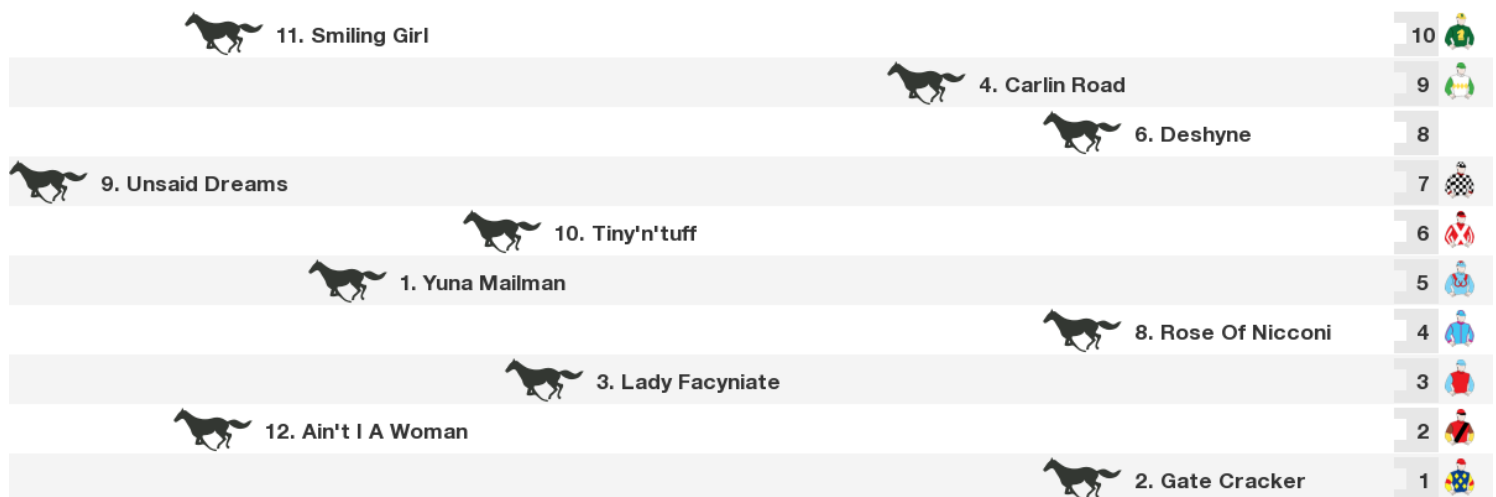 11. Smiling Girl 10
4. Carlin Road 9
6. Deshyne 8
9. Unsaid Dreams 7
10. Tiny'n'tuff 6
1. Yuna Mailman 5
8. Rose Of Nicconi 4
3. Lady Facyniate 3
12. Ain't I A Woman 2
2. Gate Cracker 1